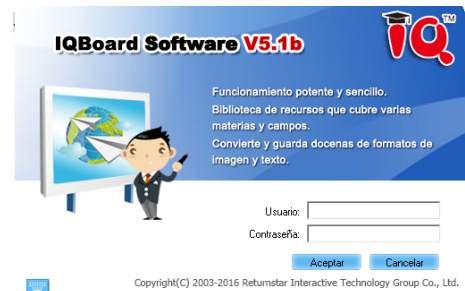 IQBoard Software V5.1b
iQ TM
Funcionamiento potente y sencillo.
Biblioteca de recursos que cubre varias
materias y campos.
Convierte y guarda docenas de formatos de
imagen y texto.
Usuario:
Contraseña:
Aceptar Cancelar
Copyright(C) 2003-2016 Returnstar Interactive Technology Group Co., Ltd.